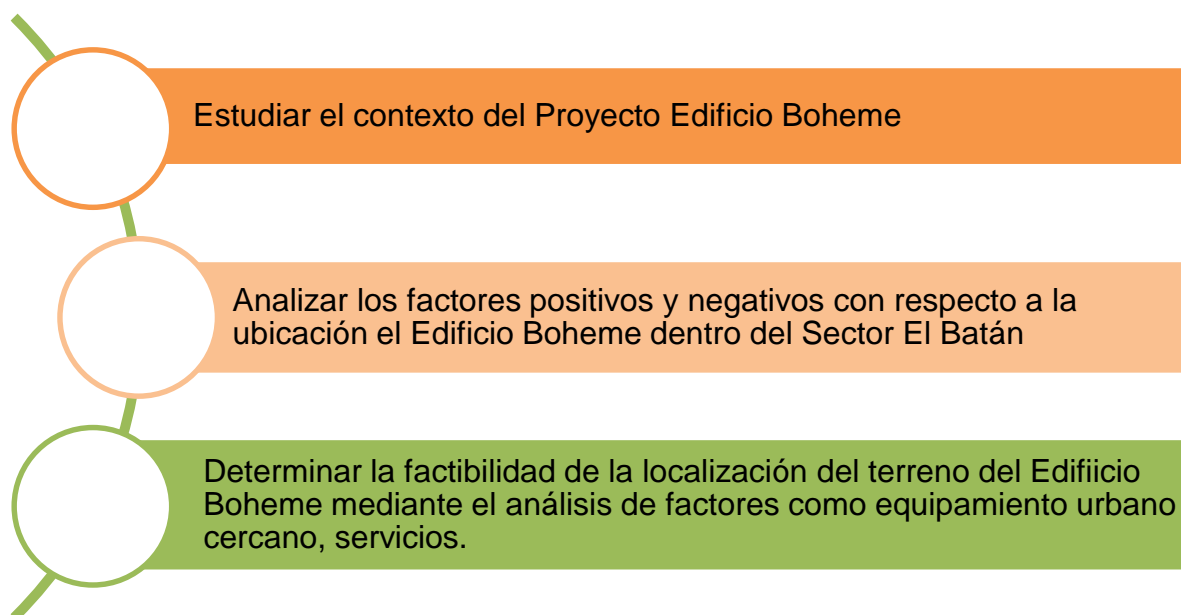 Estudiar el contexto del Proyecto Edificio Boheme
Analizar los factores positivos y negativos con respecto a la
ubicación el Edificio Boheme dentro del Sector El Batán
Determinar la factibilidad de la localización del terreno del Edifiicio
Boheme mediante el análisis de factores como equipamiento urbano
cercano, servicios.